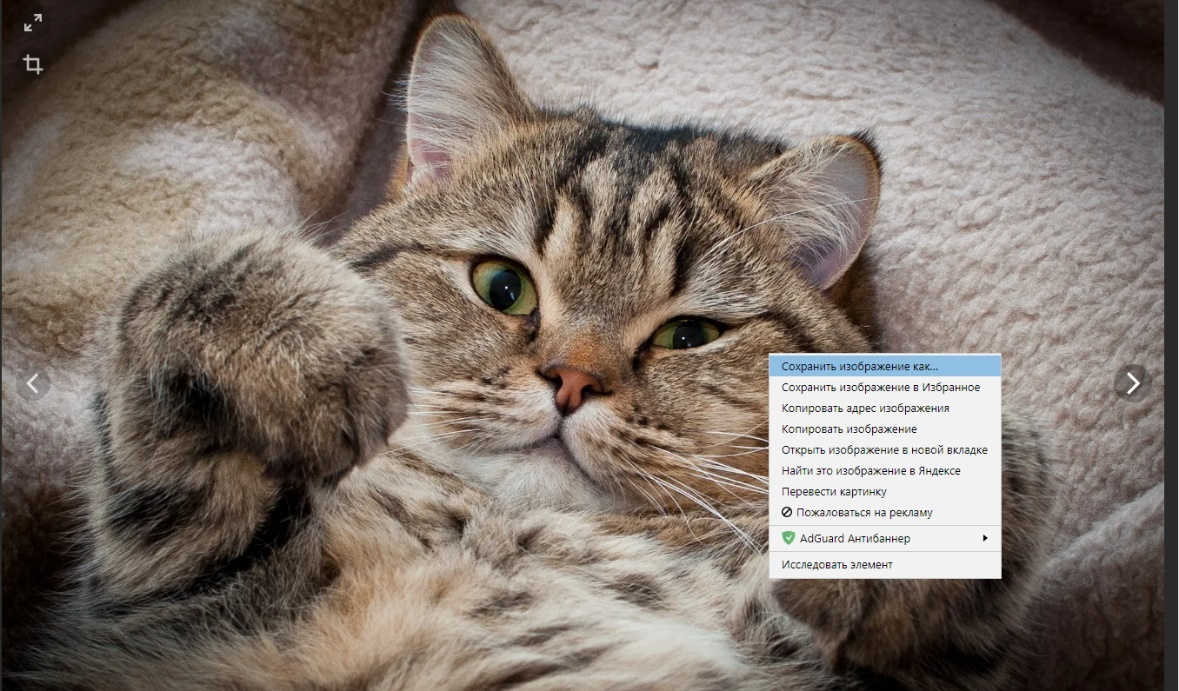 Сохранить изображение как...
Сохранить изображение в Избранное
Копировать адрес изображения
Копировать изображение
Открыть изображение в новой вкладке
Найти это изображение в Яндексе
Перевести картинку
Пожаловаться на рекламу
AdGuard Антибаннер
Исследовать элемент